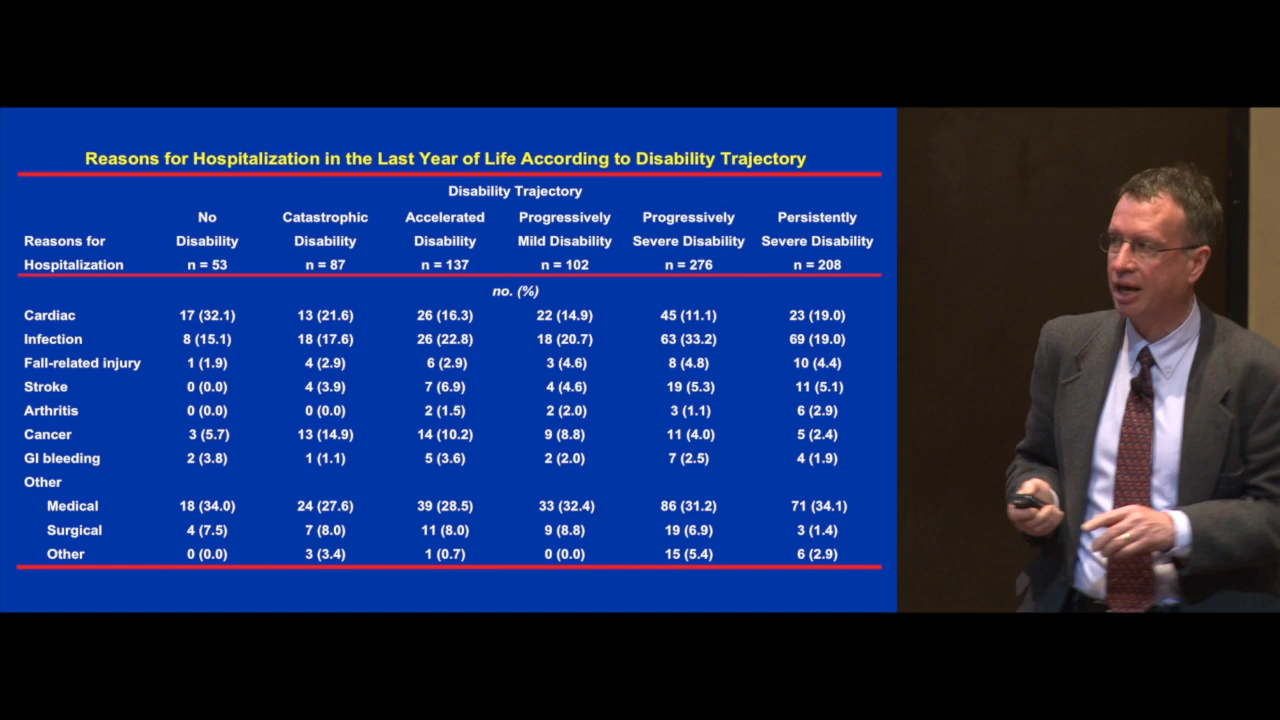 Reasons for Hospitalization in the Last Year of Life According to Disability Trajectory
Disability Trajectory
No Catastrophic Accelerated Progressively Progressively Persistently
Reasons for Disability Disability Disability Mild Disability Severe Disability Severe Disability
Hospitalization n = 53 n = 87 n = 137 n = 102 n = 276 n = 208
no. (%)
Cardiac 17 (32.1) 13 (21.6) 26 (16.3) 22 (14.9) 45 (11.1) 23 (19.0)
Infection 8 (15.1) 18 (17.6) 26 (22.8) 18 (20.7) 63 (33.2) 69 (19.0)
Fall-related injury 1 (1.9) 4 (2.9) 6 (2.9) 3 (4.6) 8 (4.8) 10 (4.4)
Stroke 0 (0.0) 4 (3.9) 7 (6.9) 4 (4.6) 19 (5.3) 11 (5.1)
Arthritis 0 (0.0) 0 (0.0) 2 (1.5) 2 (2.0) 3 (1.1) 6 (2.9)
Cancer 3 (5.7) 13 (14.9) 14 (10.2) 9 (8.8) 11 (4.0) 5 (2.4)
GI bleeding 2 (3.8) 1 (1.1) 5 (3.6) 2 (2.0) 7 (2.5) 4 (1.9)
Other
Medical 18 (34.0) 24 (27.6) 39 (28.5) 33 (32.4) 86 (31.2) 71 (34.1)
Surgical 4 (7.5) 7 (8.0) 11 (8.0) 9 (8.8) 19 (6.9) 3 (1.4)
Other 0 (0.0) 3 (3.4) 1 (0.7) 0 (0.0) 15 (5.4) 6 (2.9)